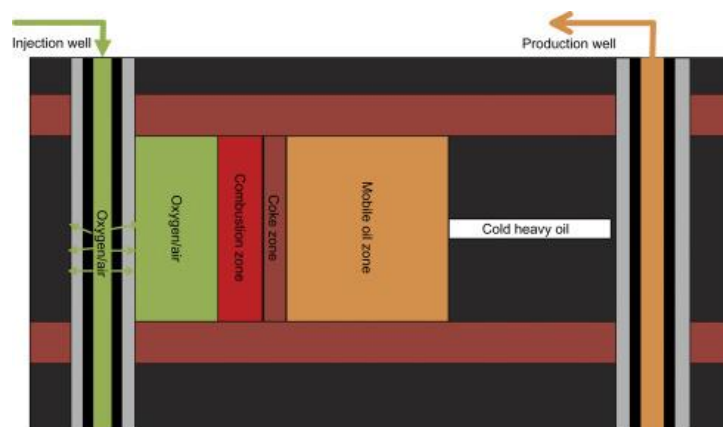 Injection well
Production well
Oxygen/air
Oxygen/air
Combustion zone
Coke zone
Mobile oil zone
Cold heavy oil